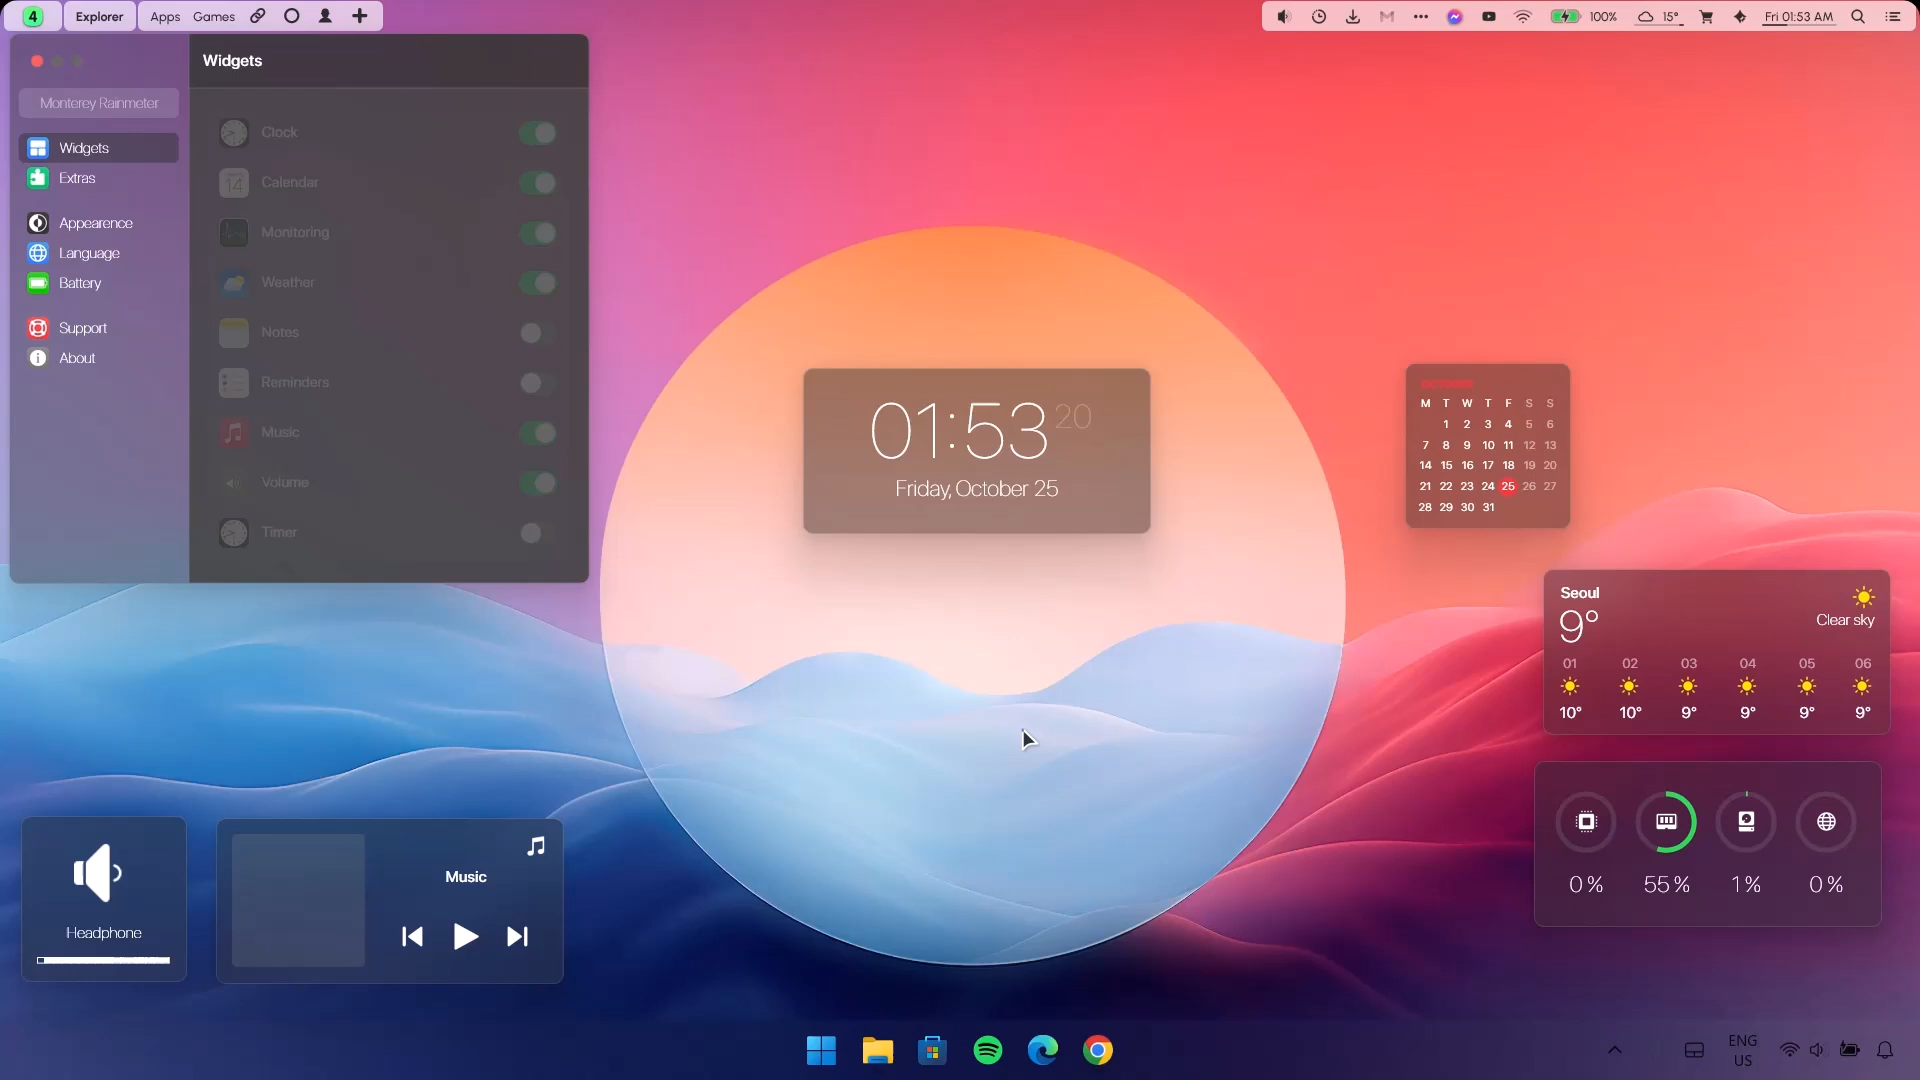 4
Explorer
Apps
Games
100%
15°
Fri 01:53 AM
Widgets
Monterey Rainmeter
Widgets
Extras
Appearence
Language
Battery
Support
About
Clock
Calendar
14
Monitoring
Weather
Notes
Reminders
Music
Volume
Timer
01:53 20
Friday, October 25
OCTOBER
M T W T F S S
1 2 3 4 5 6
7 8 9 10 11 12 13
14 15 16 17 18 19 20
21 22 23 24 25 26 27
28 29 30 31
Seoul
9°
Clear sky
01 02 03 04 05 06
10° 10° 9° 9° 9° 9°
0% 55% 1% 0%
Headphone
Music
ENG
US